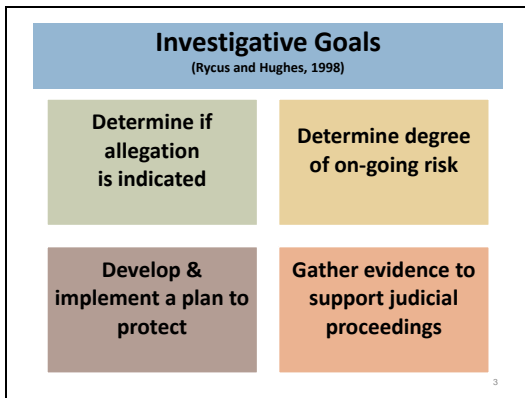 Investigative Goals
(Rycus and Hughes, 1998)
Determine if
allegation
is indicated
Determine degree
of on-going risk
Develop &
implement a plan to
protect
Gather evidence to
support judicial
proceedings
3